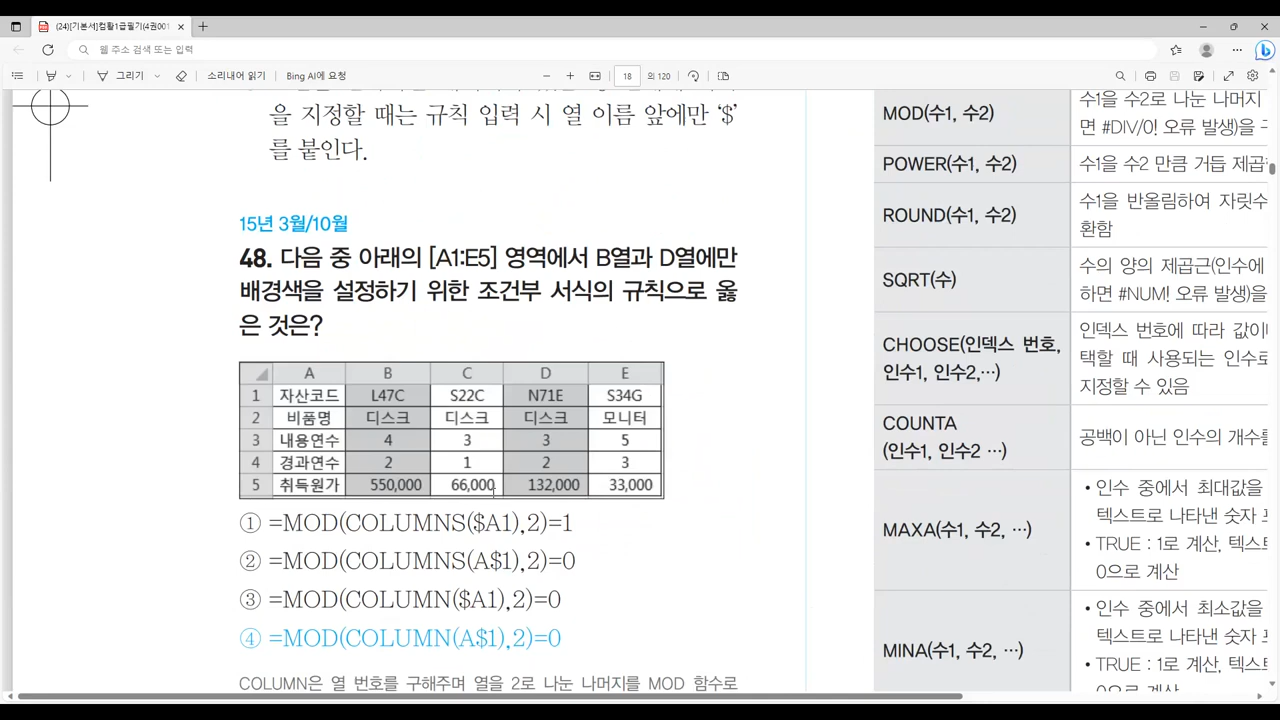 (24)[기본서]컴활1급필기(4권001
웹 주소 검색 또는 입력
그리기
소리내어 읽기
Bing AI에 요청
18
의 120
을 지정할 때는 규칙 입력 시 열 이름 앞에만 '$'
를 붙인다.
15년 3월/10월
48. 다음 중 아래의 [A1:E5] 영역에서 B열과 D열에만
배경색을 설정하기 위한 조건부 서식의 규칙으로 옳
은 것은?
A B C D E
1 자산코드 L47C S22C N71E S34G
2 비품명 디스크 디스크 디스크 모니터
3 내용연수 4 3 3 5
4 경과연수 2 1 2 3
5 취득원가 550,000 66,000 132,000 33,000
① =MOD(COLUMNS($A1),2)=1
② =MOD(COLUMNS(A$1),2)=0
③ =MOD(COLUMN($A1),2)=0
④ =MOD(COLUMN(A$1),2)=0
COLUMN은 열 번호를 구해주며 열을 2로 나눈 나머지를 MOD 함수로
MOD(수1, 수2)
수1을 수2로 나눈 나머지
면 #DIV/0! 오류 발생)을
POWER(수1, 수2)
수1을 수2 만큼 거듭
ROUND(수1, 수2)
수1을 반올림하여 자릿수
환함
SQRT(수)
수의 양의 제곱근(인수에
하면 #NUM! 오류 발생)을
CHOOSE(인덱스 번호,
인수1, 인수2,…)
인덱스 번호에 따라
택할 때 사용되는 인수로
지정할 수 있음
COUNTA
(인수1, 인수2 …)
공백이 아닌 인수의
MAXA(수1, 수2, …)
• 인수 중에서 최대값을
텍스트로 나타낸 숫자
• TRUE : 1로 계산,
0으로 계산
MINA(수1, 수2, …)
• 인수 중에서 최소값을
텍스트로 나타낸 숫자
• TRUE : 1로 계산,